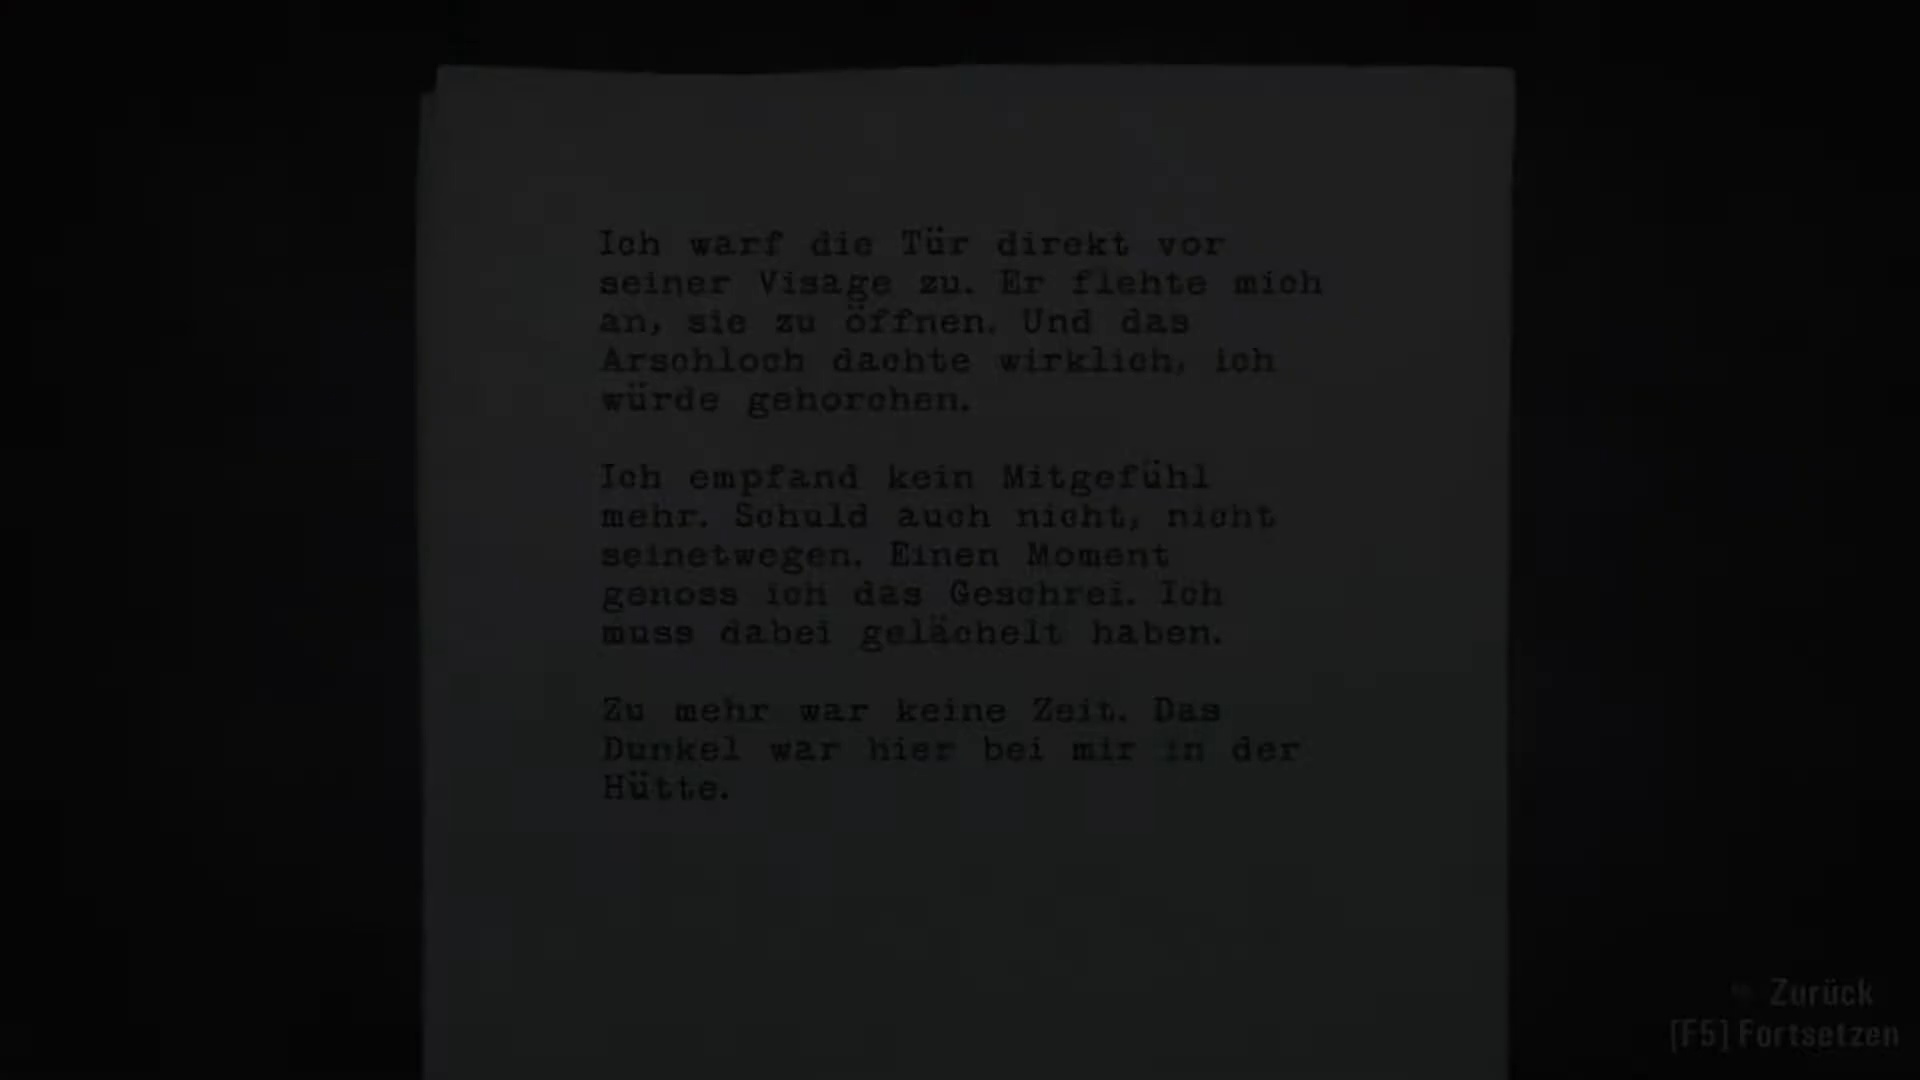 Ich warf die Tür direkt vor
seiner Visage zu. Er flehte mich
an, sie zu öffnen. Und das
Arschloch dachte wirklich, ich
würde gehorchen.
Ich empfand kein Mitgefühl
mehr. Schuld auch nicht, nicht
seinetwegen. Einen Moment
genoss ich das Geschrei. Ich
muss dabei gelächelt haben.
Zu mehr war keine Zeit. Das
Dunkel war hier bei mir in der
Hütte.
Zurück
[F5] Fortsetzen